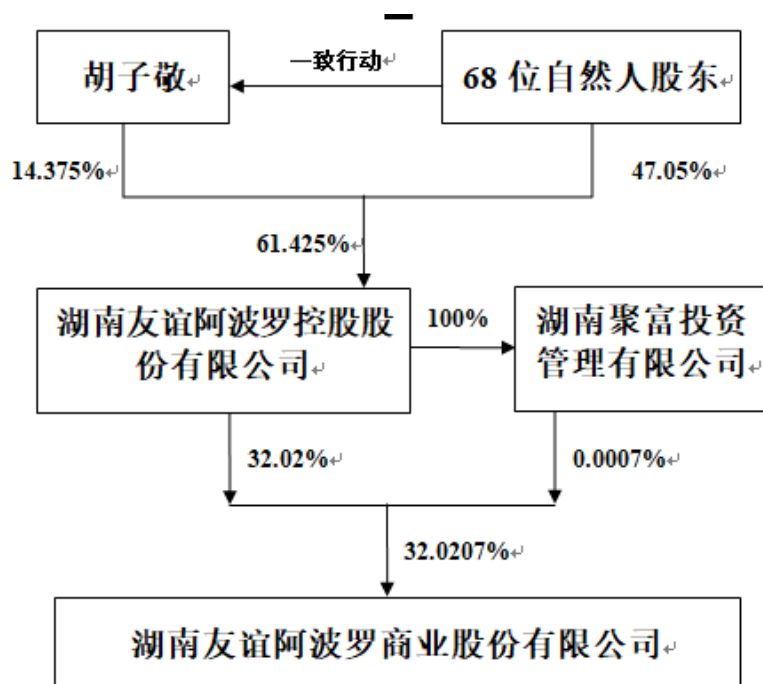 一致行动
胡子敬
68 位自然人股东
14.375%
47.05%
61.425%
湖南友谊阿波罗控股股
份有限公司
100%
湖南聚富投资
管理有限公司
32.02%
0.0007%
32.0207%
湖南友谊阿波罗商业股份有限公司